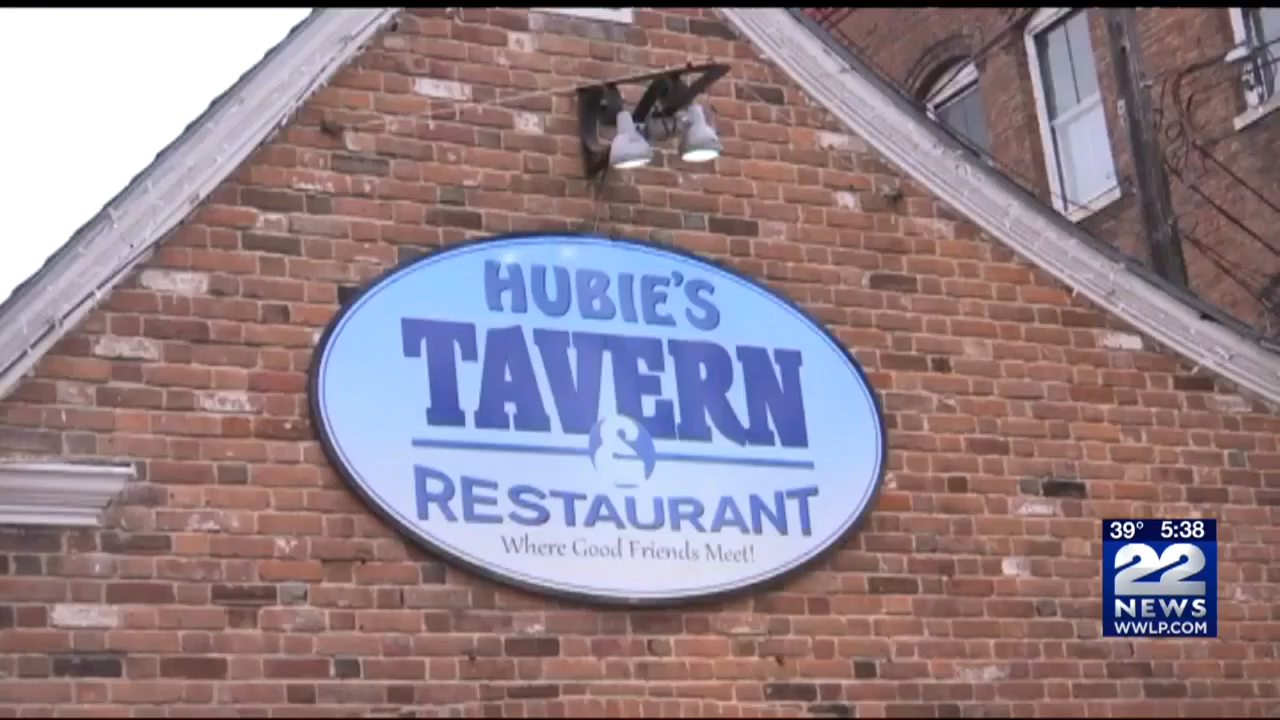 HUBIE'S
TAVERN
&
RESTAURANT
Where Good Friends Meet!
39° 5:38
22
NEWS
WWLP.COM